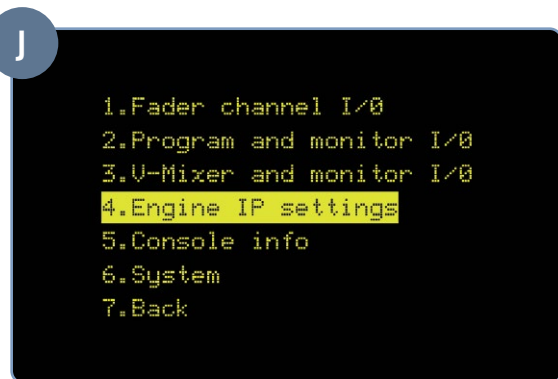 J
1.Fader channel I/0
2.Program and monitor I/0
3.V-Mixer and monitor I/0
4.Engine IP settings
5.Console info
6.System
7.Back